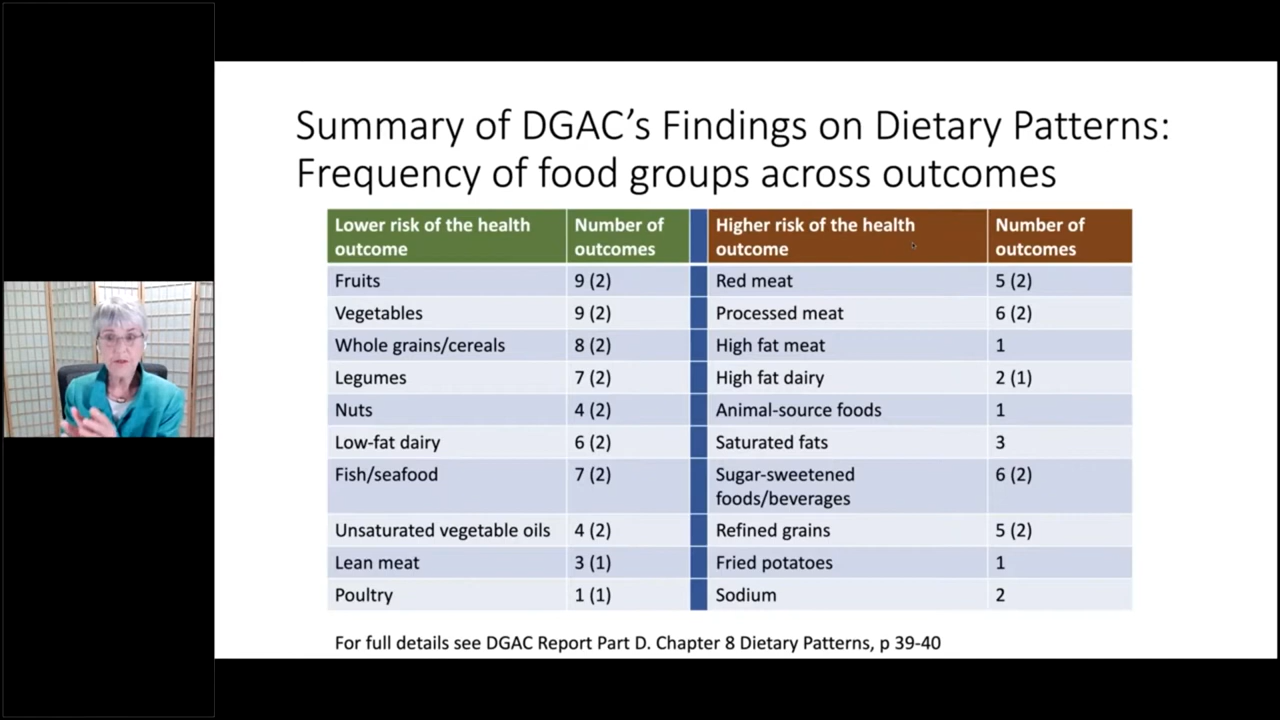 Summary of DGAC's Findings on Dietary Patterns:
Frequency of food groups across outcomes
Lower risk of the health outcome Number of outcomes Higher risk of the health outcome Number of outcomes
Fruits 9 (2) Red meat 5 (2)
Vegetables 9 (2) Processed meat 6 (2)
Whole grains/cereals 8 (2) High fat meat 1
Legumes 7 (2) High fat dairy 2 (1)
Nuts 4 (2) Animal-source foods 1
Low-fat dairy 6 (2) Saturated fats 3
Fish/seafood 7 (2) Sugar-sweetened foods/beverages 6 (2)
Unsaturated vegetable oils 4 (2) Refined grains 5 (2)
Lean meat 3 (1) Fried potatoes 1
Poultry 1 (1) Sodium 2
For full details see DGAC Report Part D. Chapter 8 Dietary Patterns, p 39-40